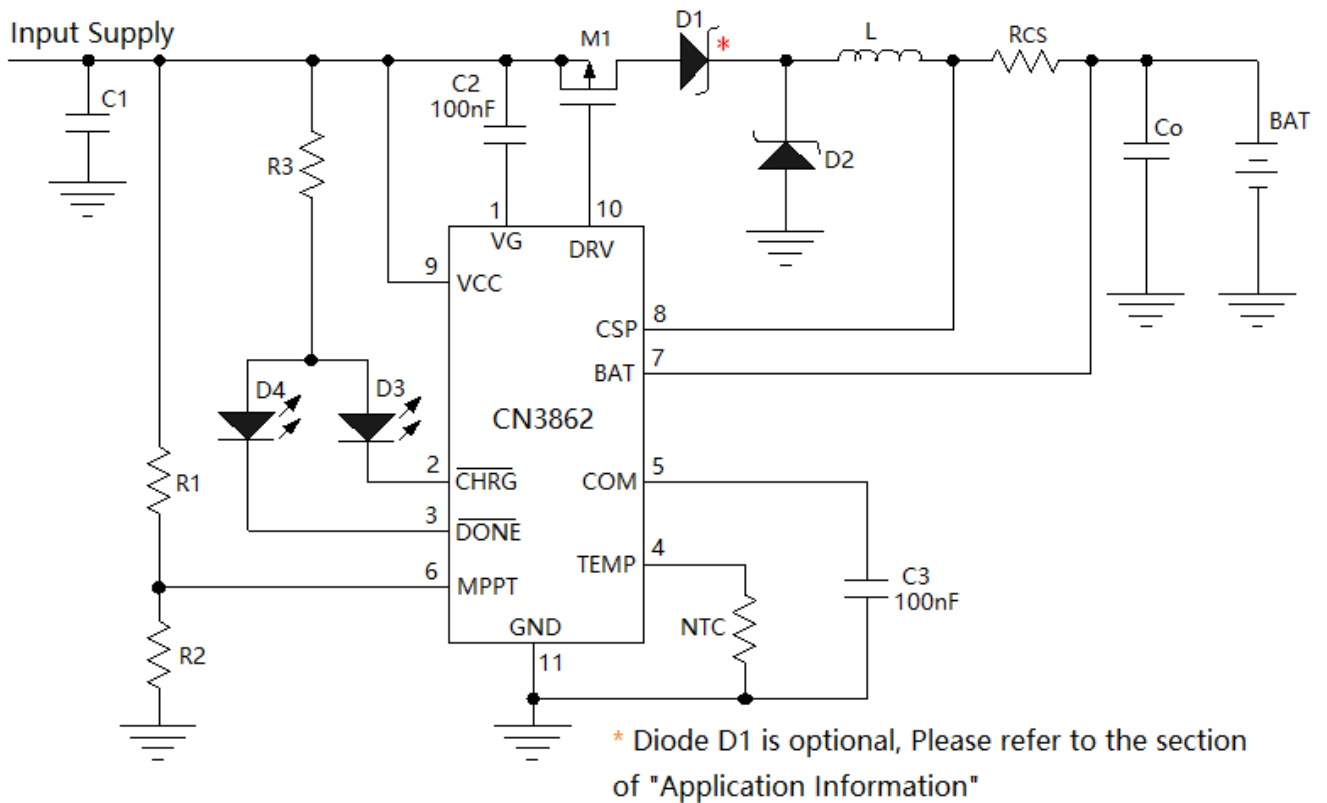 Input Supply
D1
*
L
RCS
M1
C1
C2
100nF
R3
Co
BAT
D2
1
10
VG
DRV
9
VCC
8
CSP
7
BAT
D4
D3
CN3862
2
CHRG
5
COM
R1
3
DONE
4
TEMP
6
MPPT
C3
100nF
GND
NTC
R2
11
* Diode D1 is optional, Please refer to the section
of "Application Information"